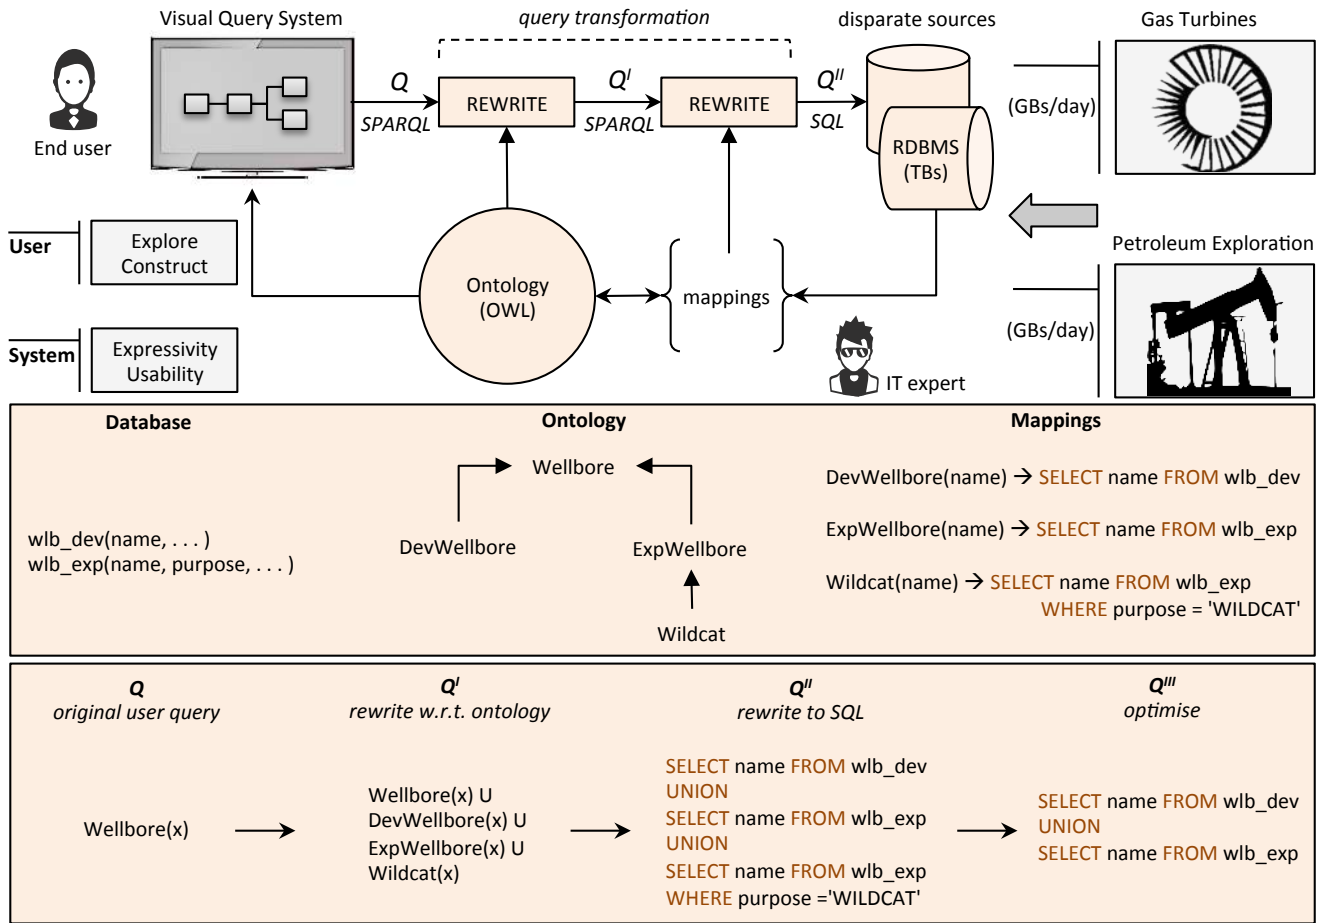 Visual Query System
query transformation
disparate sources
Gas Turbines
End user
Q
SPARQL
REWRITE
Q^I
SPARQL
REWRITE
Q^II
SQL
RDBMS
(TBs)
(GBs/day)
User
Explore
Construct
System
Expressivity
Usability
Ontology
(OWL)
mappings
IT expert
Petroleum Exploration
(GBs/day)
Database
wlb_dev(name, . . . )
wlb_exp(name, purpose, . . . )
Ontology
Wellbore
DevWellbore
ExpWellbore
Wildcat
Mappings
DevWellbore(name) → SELECT name FROM wlb_dev
ExpWellbore(name) → SELECT name FROM wlb_exp
Wildcat(name) → SELECT name FROM wlb_exp
WHERE purpose = 'WILDCAT'
Q
original user query
Wellbore(x)
Q^I
rewrite w.r.t. ontology
Wellbore(x) U
DevWellbore(x) U
ExpWellbore(x) U
Wildcat(x)
Q^II
rewrite to SQL
SELECT name FROM wlb_dev
UNION
SELECT name FROM wlb_exp
UNION
SELECT name FROM wlb_exp
WHERE purpose ='WILDCAT'
Q^III
optimise
SELECT name FROM wlb_dev
UNION
SELECT name FROM wlb_exp